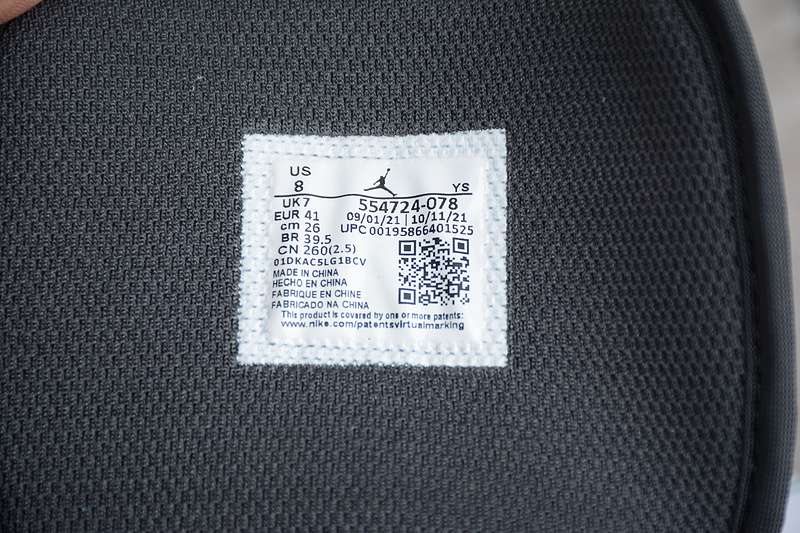 US
8 YS
UK 7 554724-078
EUR 41 09/01/21 | 10/11/21
cm 26 UPC 00195866401525
BR 39.5
CN 260(2.5)
01DKAC5LG1BCV
MADE IN CHINA
HECHO EN CHINA
FABRIQUE EN CHINE
FABRICADO NA CHINA
This product is covered by one or more patents:
www.nike.com/patentsvirtualmarking